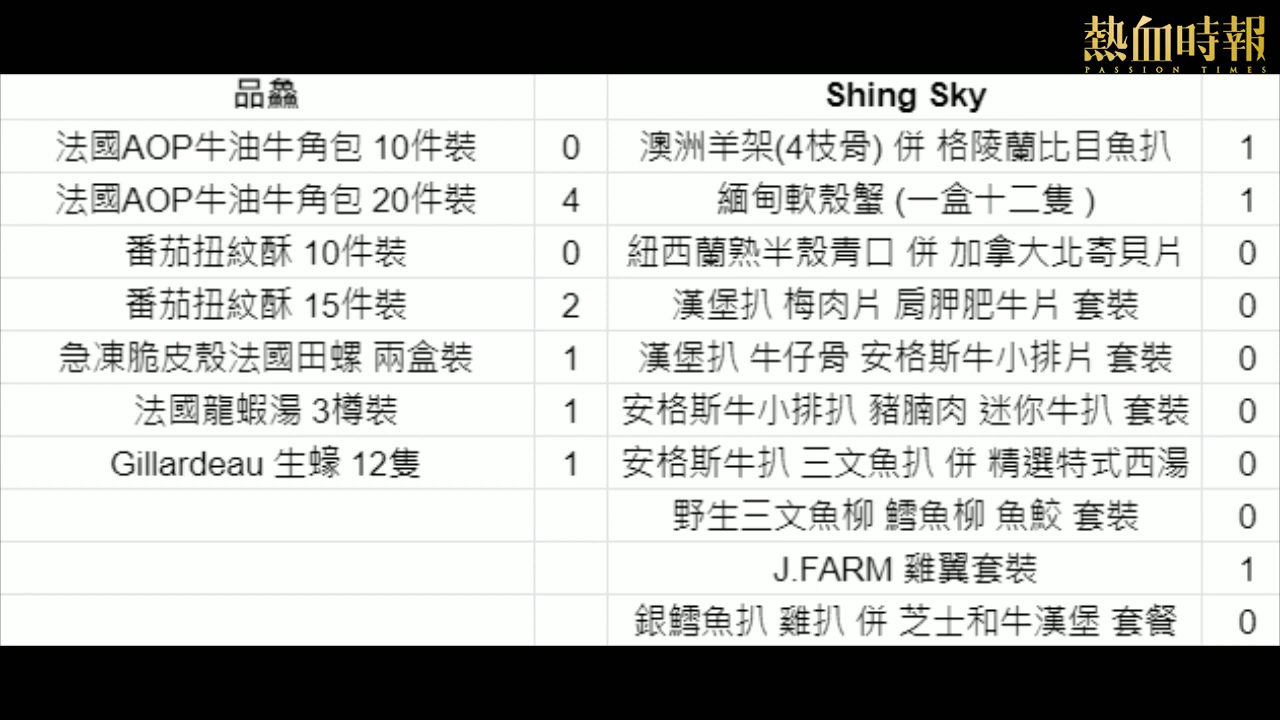 熱血時報
PASSION TIMES
品鱻 Shing Sky
法國AOP牛油牛角包 10件裝 0 澳洲羊架(4枝骨) 併 格陵蘭比目魚扒 1
法國AOP牛油牛角包 20件裝 4 緬甸軟殼蟹 (一盒十二隻 ) 1
番茄扭紋酥 10件裝 0 紐西蘭熟半殼青口 併 加拿大北寄貝片 0
番茄扭紋酥 15件裝 2 漢堡扒 梅肉片 肩胛肥牛片 套裝 0
急凍脆皮殼法國田螺 兩盒裝 1 漢堡扒 牛仔骨 安格斯牛小排片 套裝 0
法國龍蝦湯 3樽裝 1 安格斯牛小排扒 豬腩肉 迷你牛扒 套裝 0
Gillardeau 生蠔 12隻 1 安格斯牛扒 三文魚扒 併 精選特式西湯 0
野生三文魚柳 鱈魚柳 魚鮫 套裝 0
J.FARM 雞翼套裝 1
銀鱈魚扒 雞扒 併 芝士和牛漢堡 套餐 0